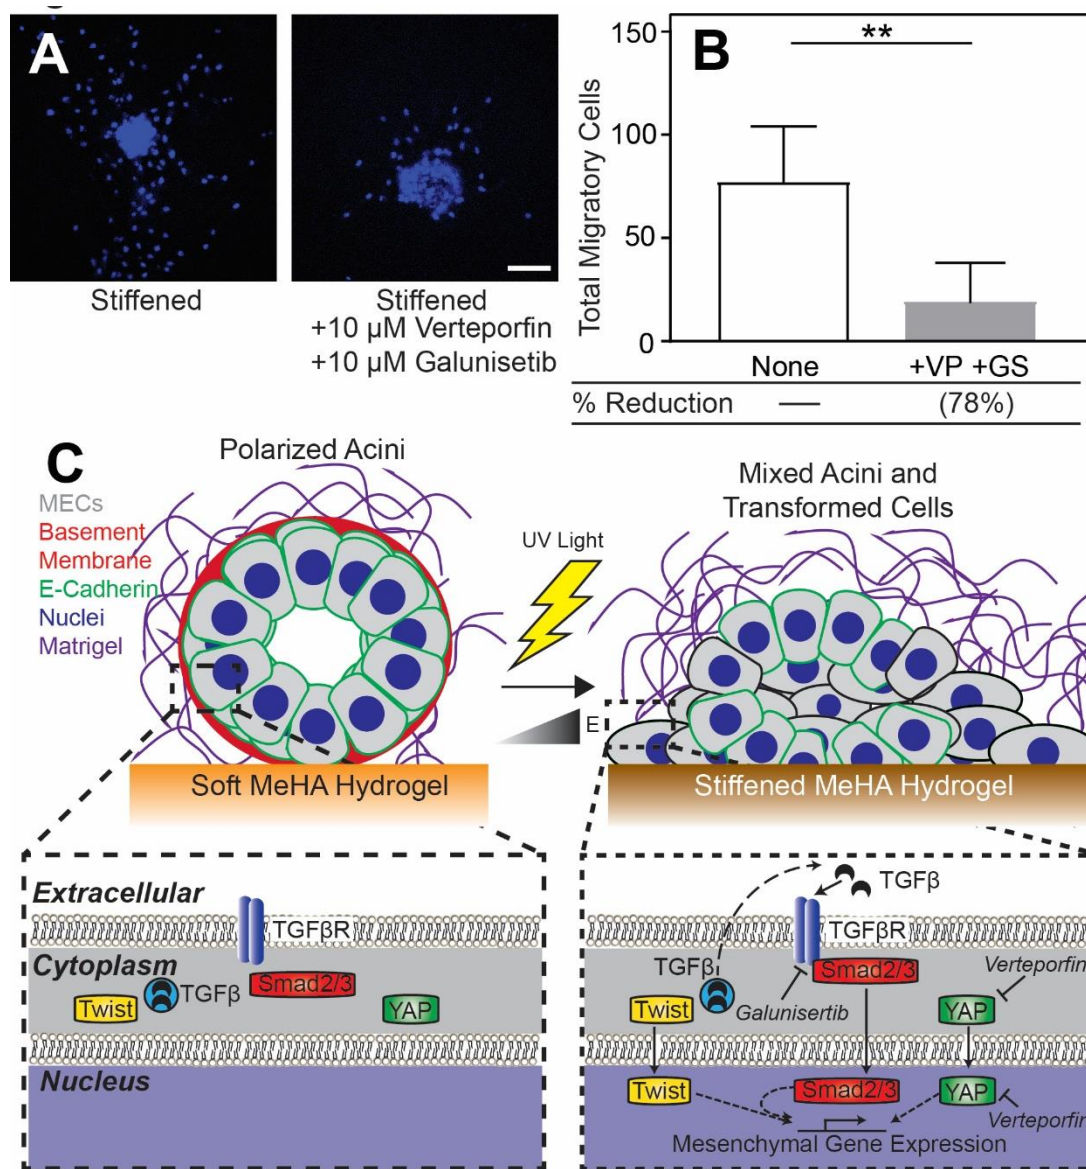 A
Stiffened
Stiffened
+10 µM Verteporfin
+10 µM Galunisetib
B
**
Total Migratory Cells
150
100
50
0
None
+VP +GS
% Reduction
—
(78%)
C
Polarized Acini
MECs
Basement
Membrane
E-Cadherin
Nuclei
Matrigel
UV Light
E
Mixed Acini and
Transformed Cells
Soft MeHA Hydrogel
Stiffened MeHA Hydrogel
Extracellular
TGFβR
Cytoplasm
Smad2/3
TGFβ
Twist
YAP
Nucleus
TGFβ
TGFβR
TGFβ
Smad2/3
Verteporfin
Twist
Galunisertib
YAP
Twist
Smad2/3
YAP
Verteporfin
Mesenchymal Gene Expression